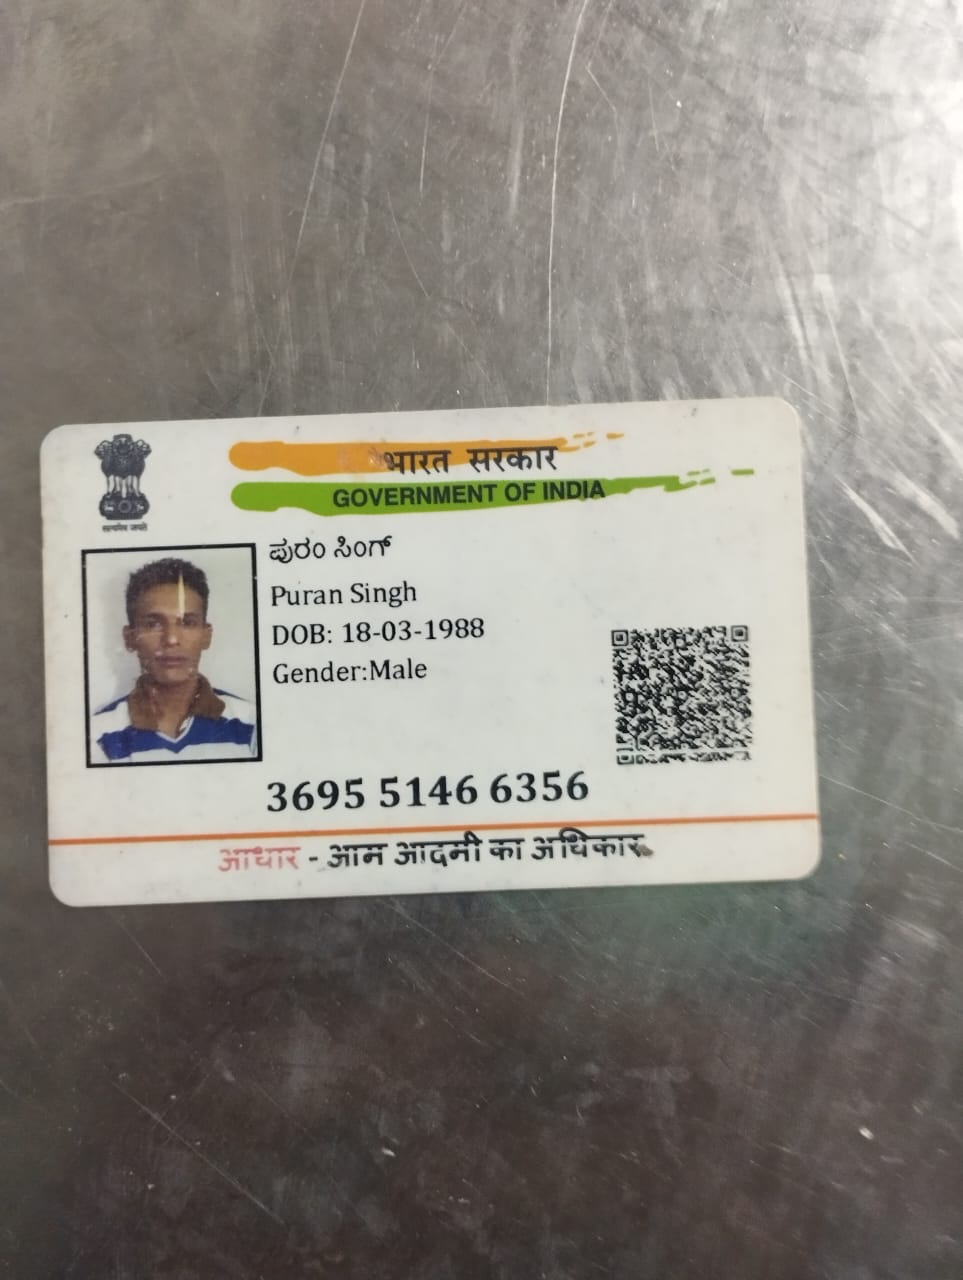 सत्यमेव जयते
भारत सरकार
GOVERNMENT OF INDIA
ಪುರಂ ಸಿಂಗ್
Puran Singh
DOB: 18-03-1988
Gender:Male
3695 5146 6356
आधार - आम आदमी का अधिकार